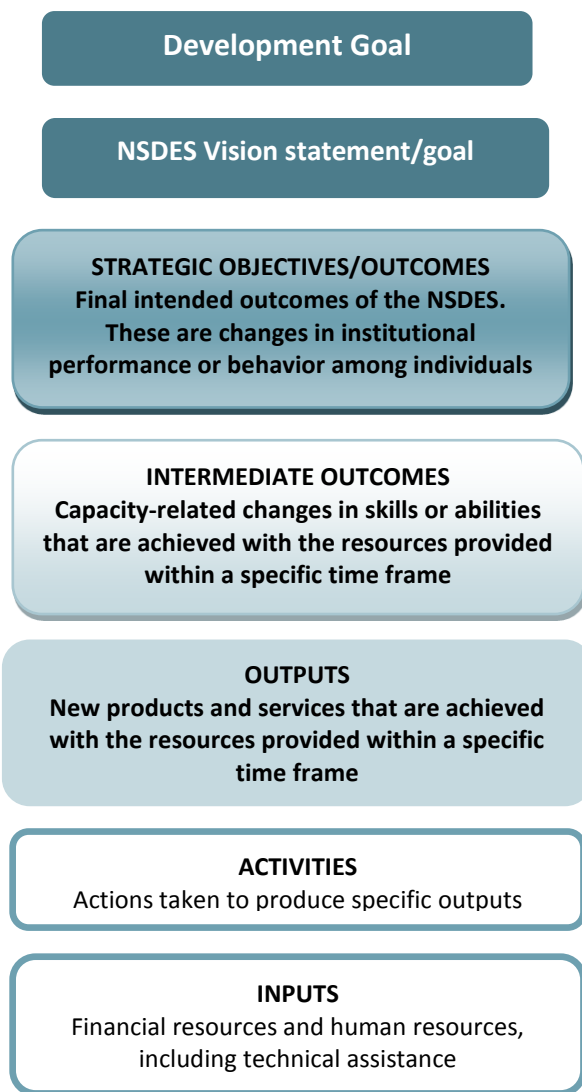 Development Goal
NSDES Vision statement/goal
STRATEGIC OBJECTIVES/OUTCOMES
Final intended outcomes of the NSDES.
These are changes in institutional
performance or behavior among individuals
INTERMEDIATE OUTCOMES
Capacity-related changes in skills or abilities
that are achieved with the resources provided
within a specific time frame
OUTPUTS
New products and services that are achieved
with the resources provided within a specific
time frame
ACTIVITIES
Actions taken to produce specific outputs
INPUTS
Financial resources and human resources,
including technical assistance